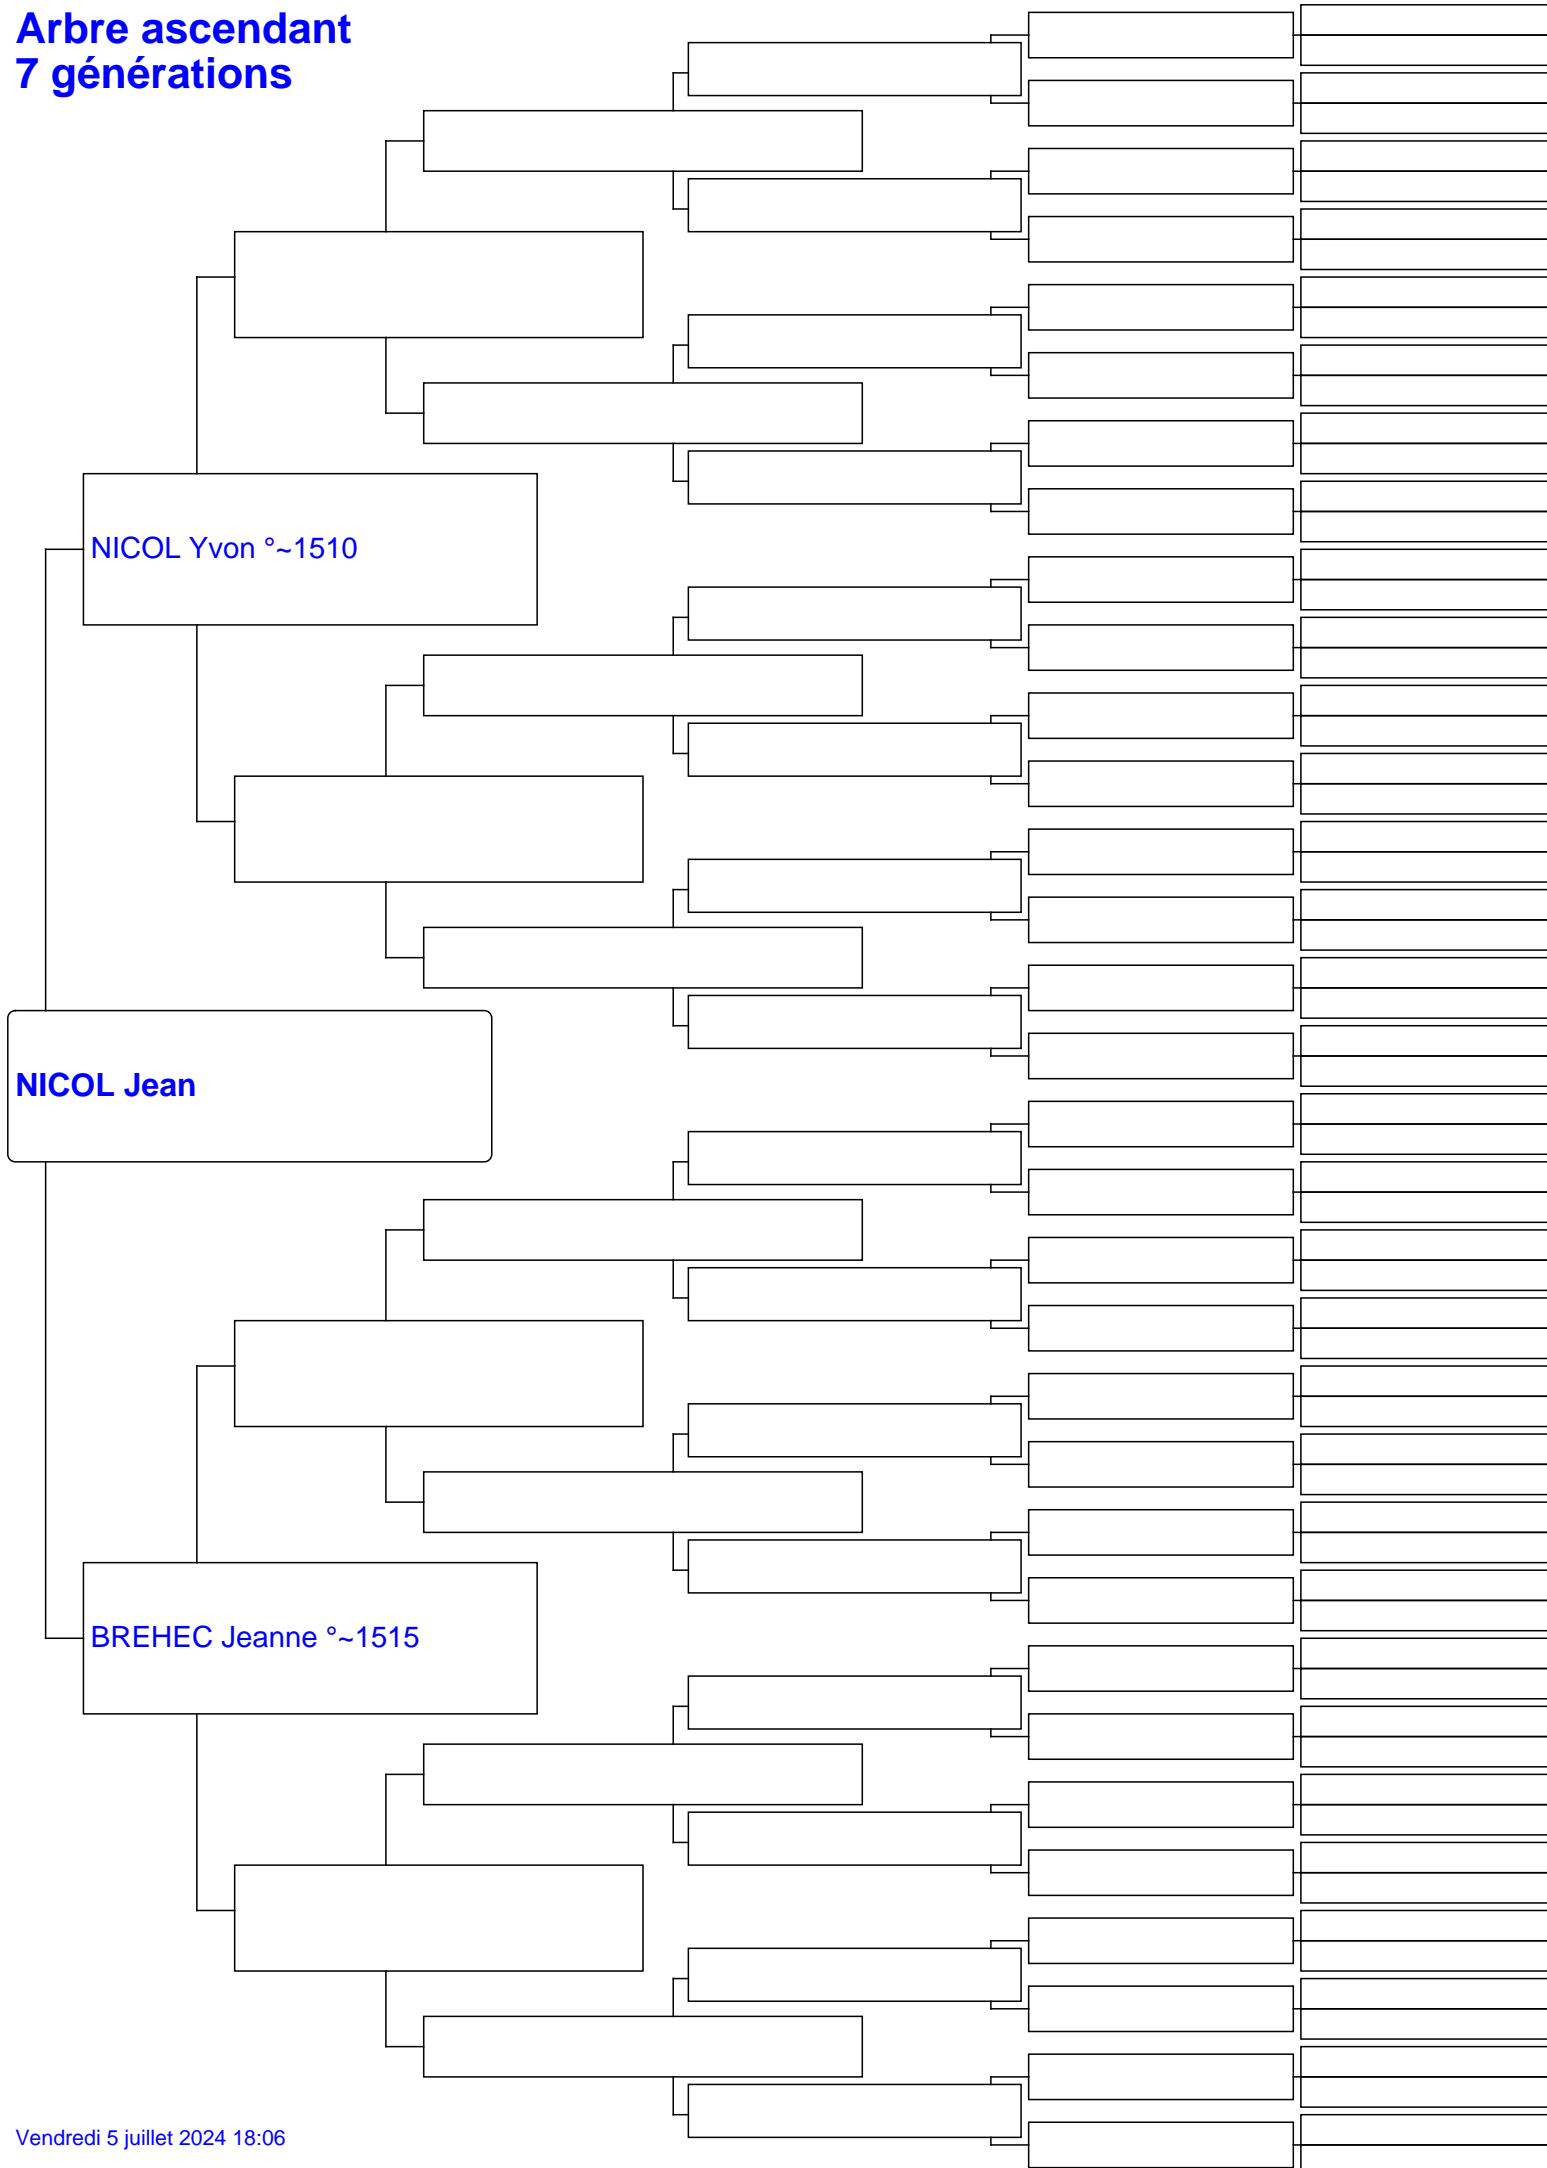 Arbre ascendant
7 générations
NICOL Yvon °~1510
NICOL Jean
BREHEC Jeanne °~1515
Vendredi 5 juillet 2024 18:06